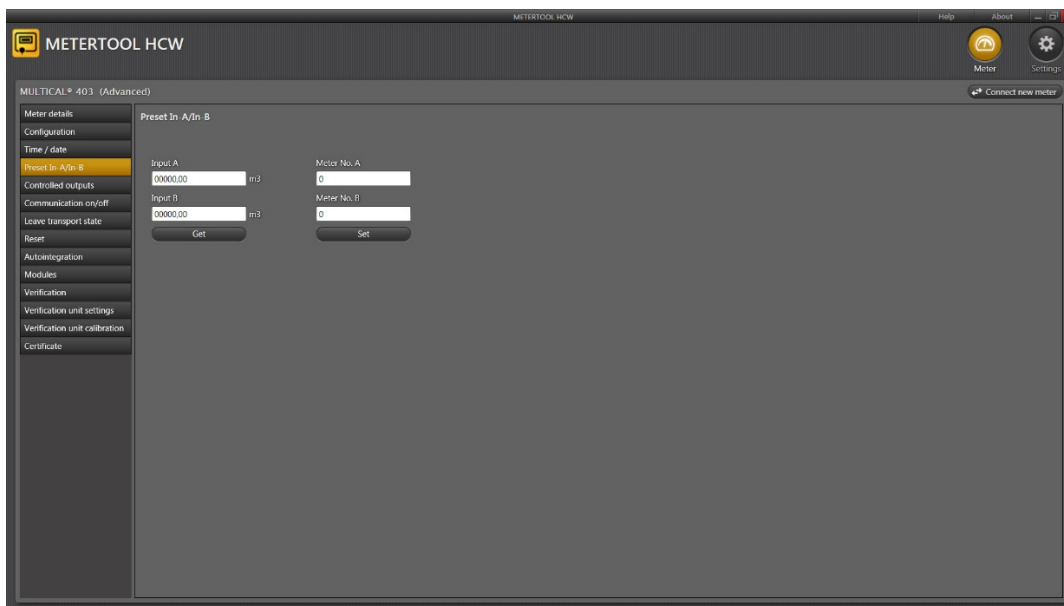 METERTOOL HCW
Help About
METERTOOL HCW
Meter
Settings
MULTICAL® 403 (Advanced)
Connect new meter
Meter details
Configuration
Time / date
Preset In-A/In-B
Controlled outputs
Communication on/off
Leave transport state
Reset
Autointegration
Modules
Verification
Verification unit settings
Verification unit calibration
Certificate
Preset In-A/In-B
Input A
Meter No. A
00000,00 m3
0
Input B
Meter No. B
00000,00 m3
0
Get
Set